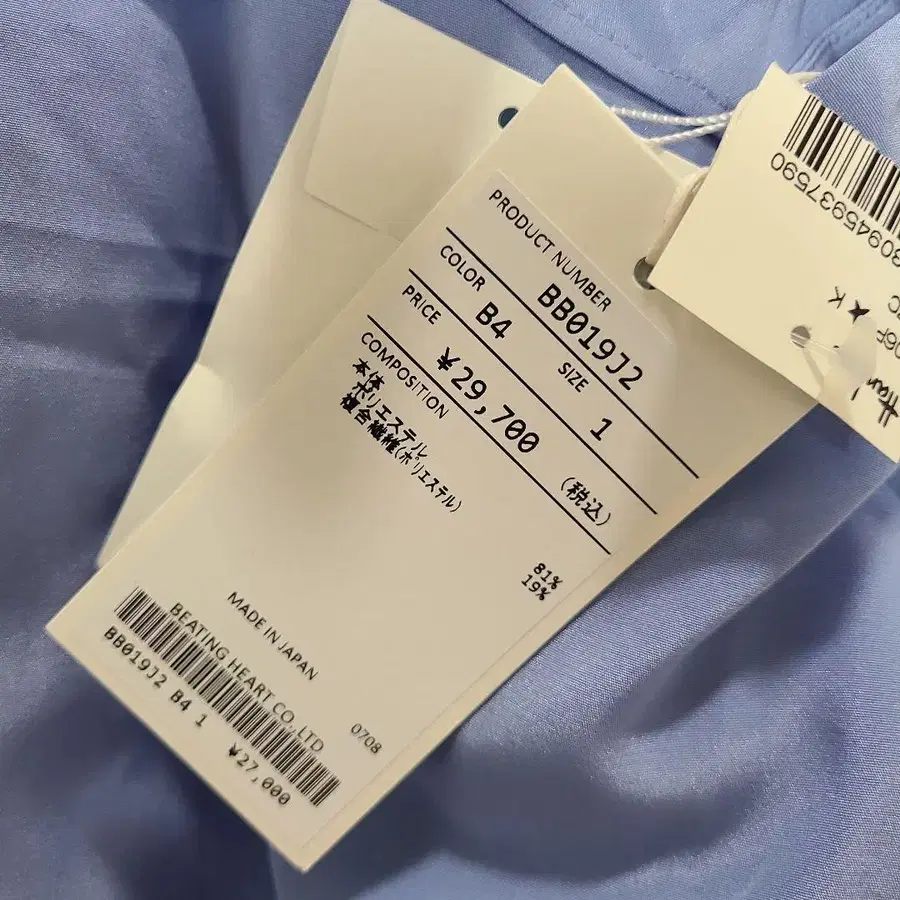 PRODUCT NUMBER
BB019J2
COLOR
B4
SIZE
1
PRICE
¥29,700
(税込)
COMPOSITION
本体
ポリエステル 81%
複合繊維(ポリエステル) 19%
MADE IN JAPAN
BEATING HEART CO.,LTD
0708
BB019J2 B4 1
¥27,000
3094593 7590
K